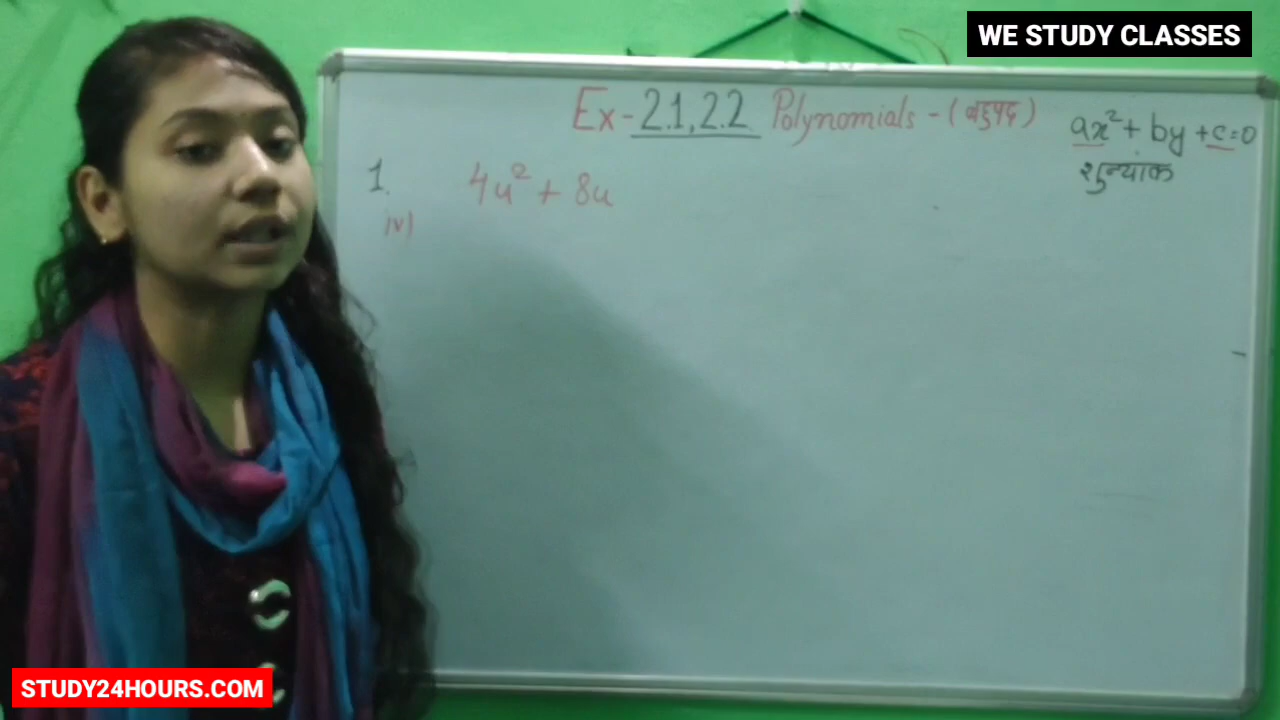 WE STUDY CLASSES
Ex-2.1,2.2 Polynomials - (बहुपद)
ax² + by + c = 0
शुन्यांक
1. 4u² + 8u
iv)
STUDY24HOURS.COM